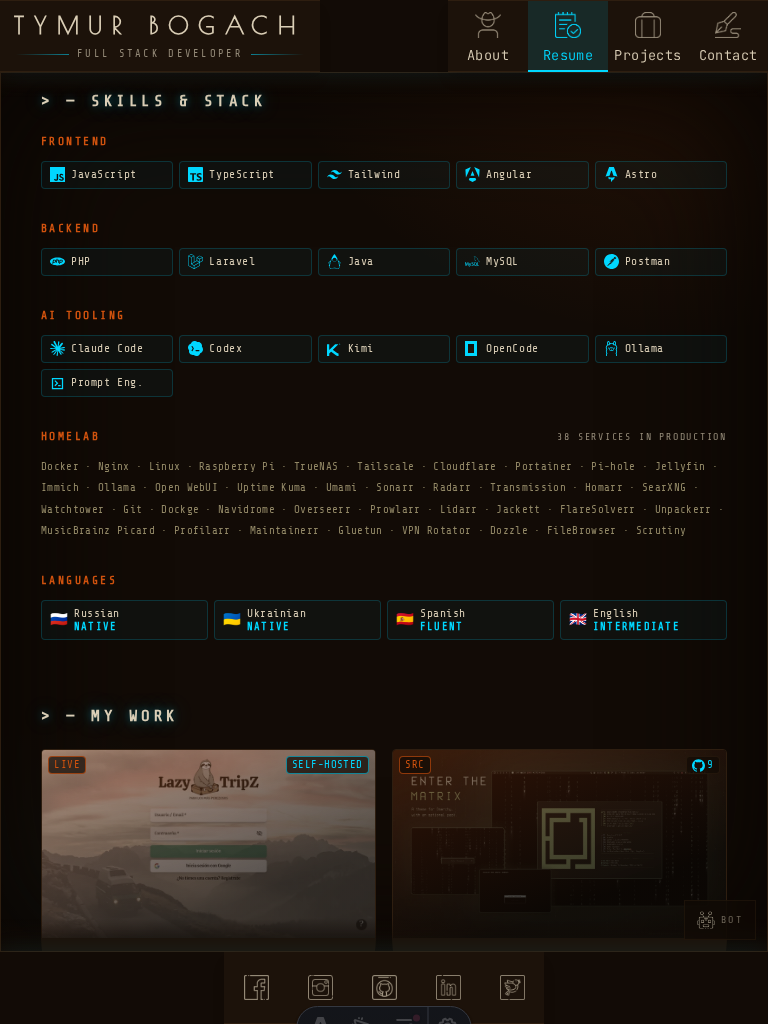 TYMUR BOGACH
FULL STACK DEVELOPER
About
Resume
Projects
Contact
> — SKILLS & STACK
FRONTEND
JavaScript
TypeScript
Tailwind
Angular
Astro
BACKEND
PHP
Laravel
Java
MySQL
Postman
AI TOOLING
Claude Code
Codex
Kimi
OpenCode
Ollama
Prompt Eng.
HOMELAB
38 SERVICES IN PRODUCTION
Docker · Nginx · Linux · Raspberry Pi · TrueNAS · Tailscale · Cloudflare · Portainer · Pi-hole · Jellyfin ·
Immich · Ollama · Open WebUI · Uptime Kuma · Umami · Sonarr · Radarr · Transmission · Homarr · SearXNG ·
Watchtower · Git · Dockge · Navidrome · Overseerr · Prowlarr · Lidarr · Jackett · FlareSolverr · Unpackerr ·
MusicBrainz Picard · Profilarr · Maintainerr · Gluetun · VPN Rotator · Dozzle · FileBrowser · Scrutiny
LANGUAGES
Russian
NATIVE
Ukrainian
NATIVE
Spanish
FLUENT
English
INTERMEDIATE
> — MY WORK
LIVE
SELF-HOSTED
Lazy TripZ
SRC
9
ENTER THE
MATRIX
BOT